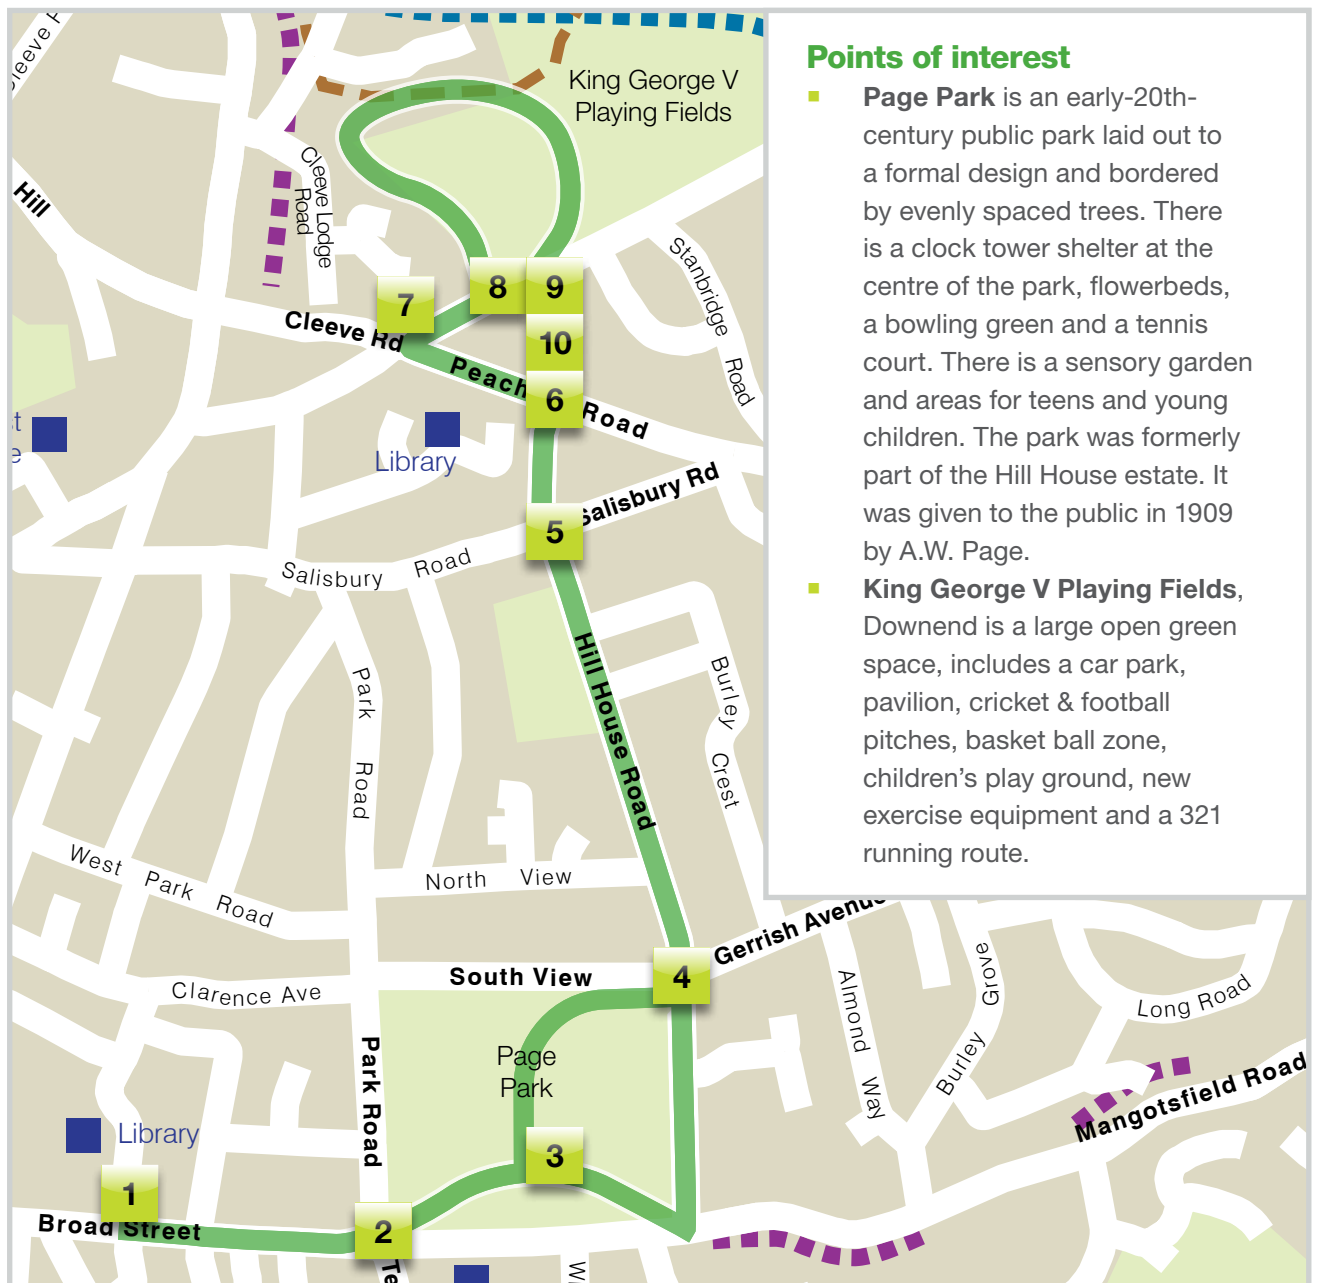 Points of interest
Page Park is an early-20th-
century public park laid out to
a formal design and bordered
by evenly spaced trees. There
is a clock tower shelter at the
centre of the park, flowerbeds,
a bowling green and a tennis
court. There is a sensory garden
and areas for teens and young
children. The park was formerly
part of the Hill House estate. It
was given to the public in 1909
by A.W. Page.
King George V Playing Fields,
Downend is a large open green
space, includes a car park,
pavilion, cricket & football
pitches, basket ball zone,
children's play ground, new
exercise equipment and a 321
running route.
King George V
Playing Fields
Cleeve Lodge
Road
Hill
Stanbridge Road
7
8
9
10
6
Cleeve Rd
Road
Library
Salisbury Rd
5
Salisbury Road
Hill House Road
Park Road
Burley Crest
North View
West Park Road
Gerrish Avenue
4
South View
Clarence Ave
Almond Way
Burley Grove
Long Road
Mangotsfield Road
Page
Park
Park Road
Library
3
1
2
Broad Street